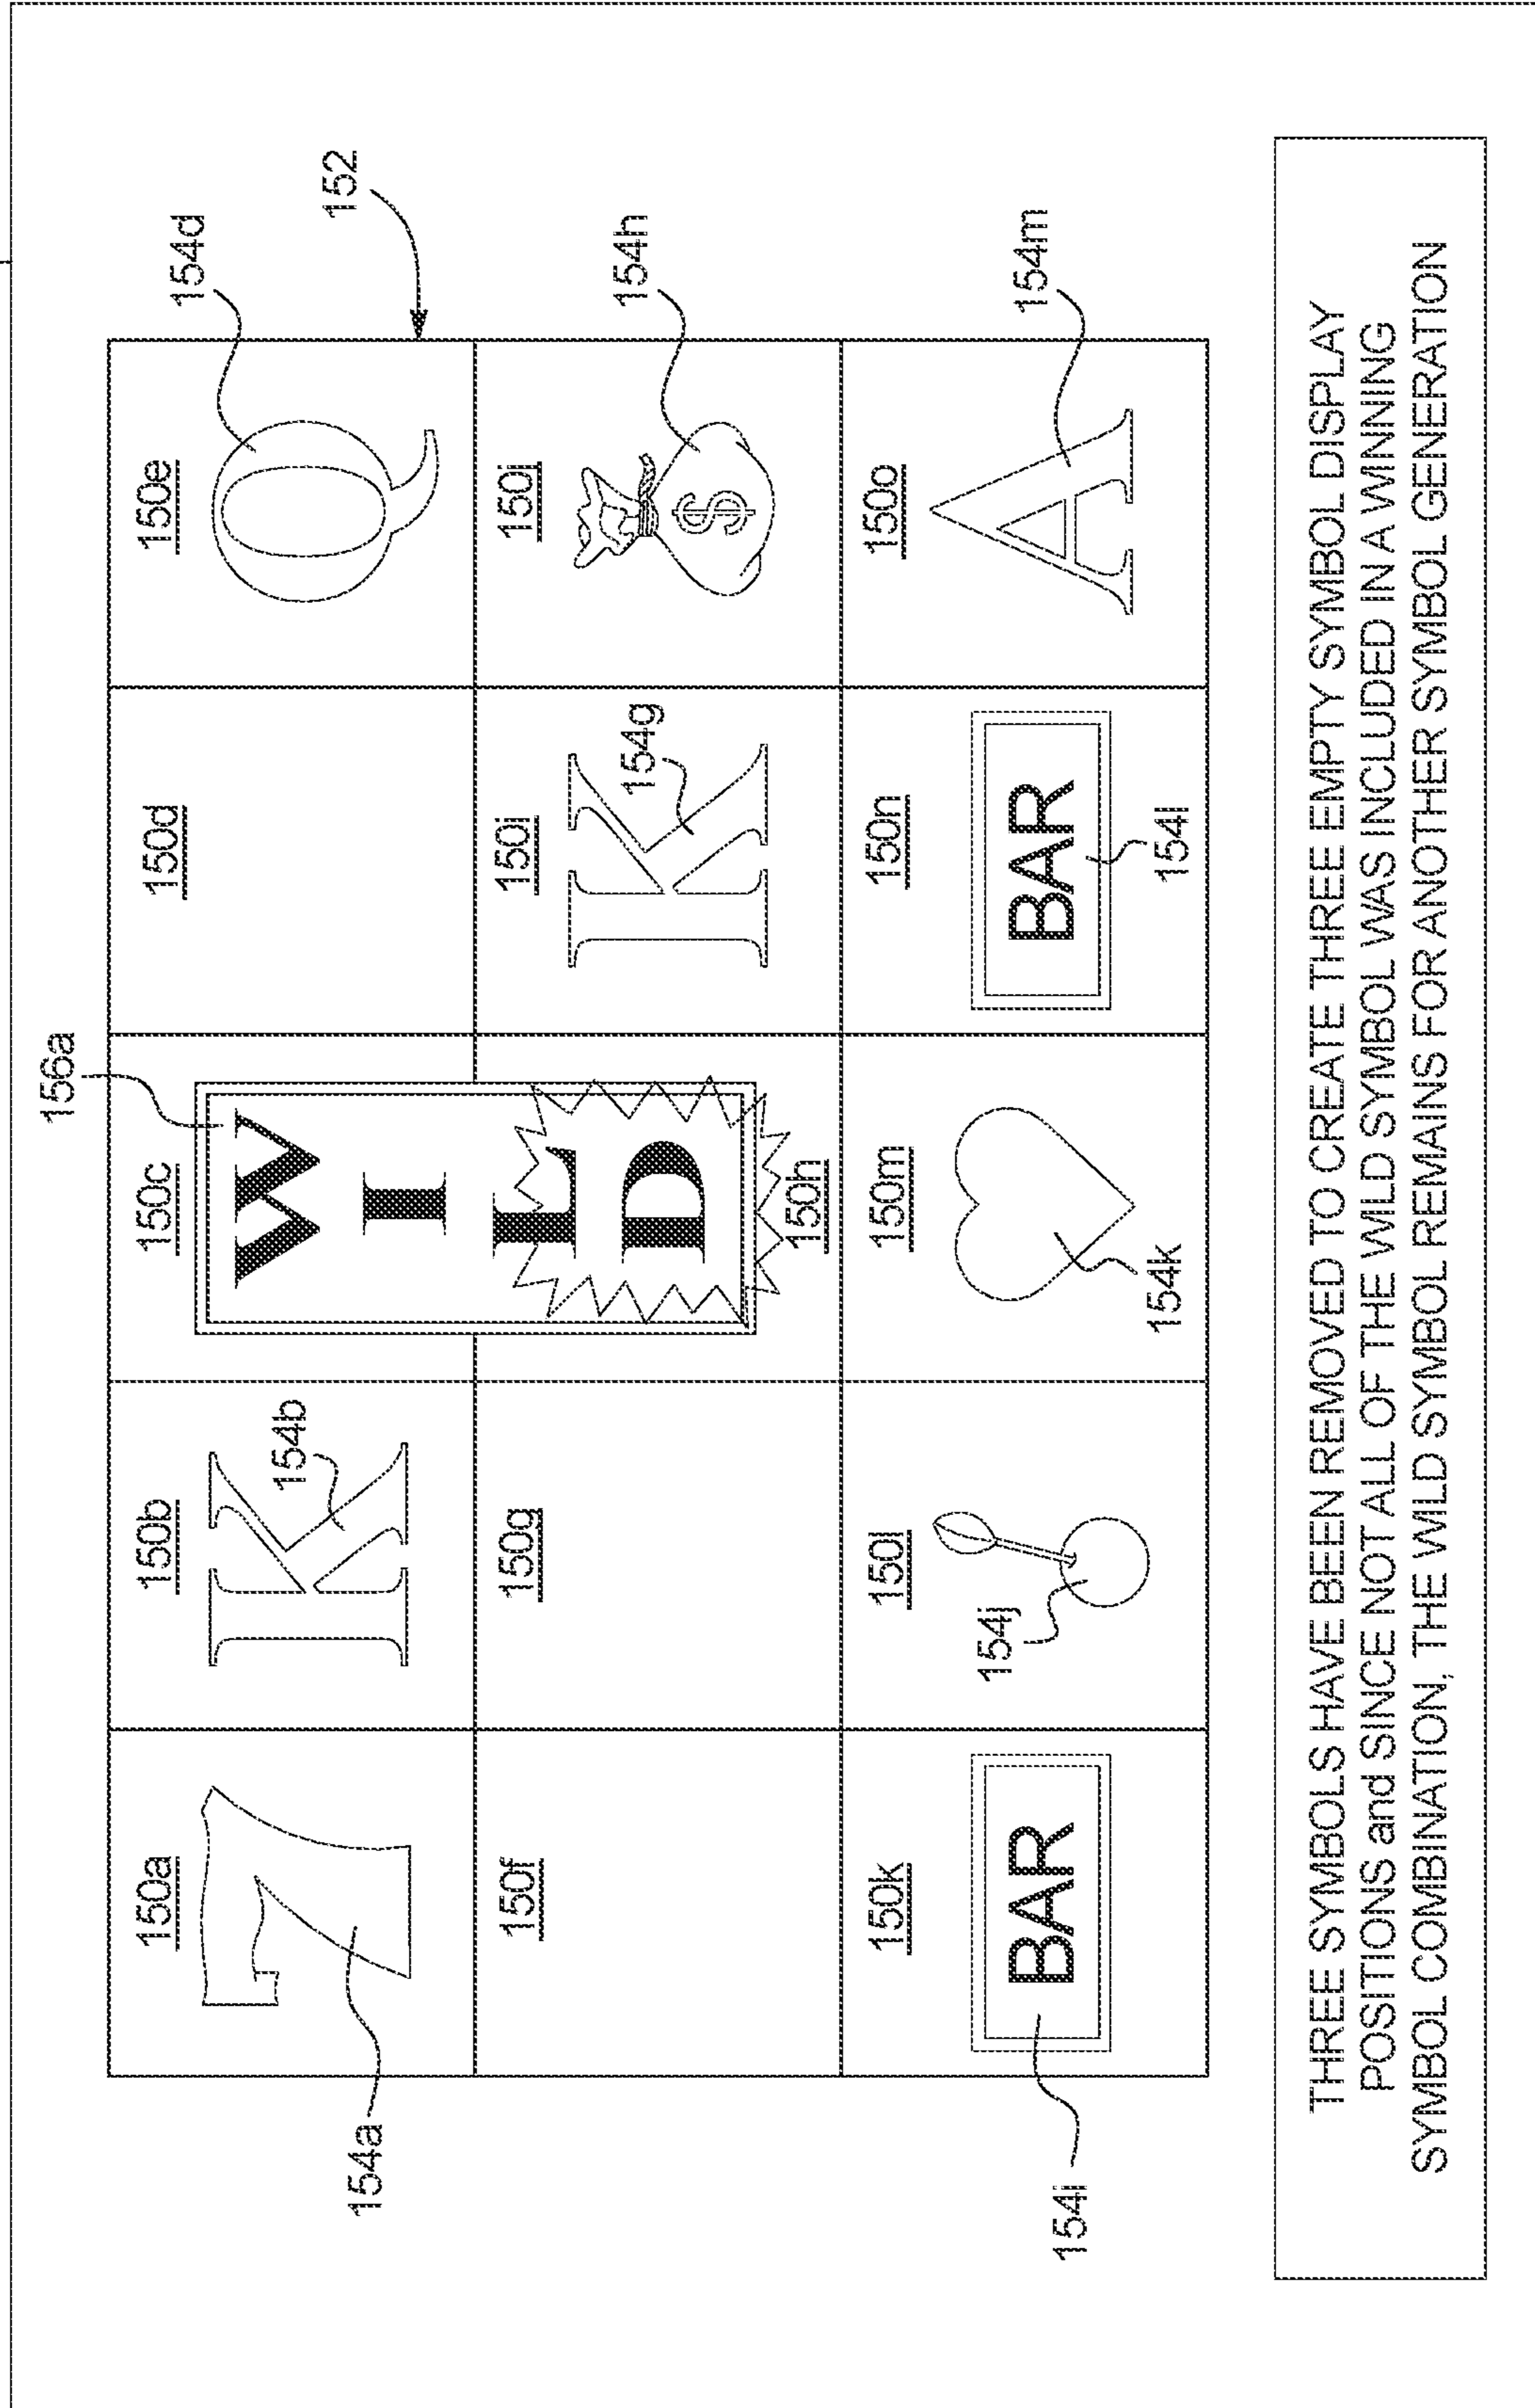 156a
150a
150b
150c
150d
150e
154d
152
154b
154a
W
I
L
D
150f
150g
150h
150i
150j
154g
$
154h
150k
150l
150m
150n
150o
BAR
154j
BAR
A
154m
154i
154k
154l
7
K
Q
K
THREE SYMBOLS HAVE BEEN REMOVED TO CREATE THREE EMPTY SYMBOL DISPLAY
POSITIONS and SINCE NOT ALL OF THE WILD SYMBOL WAS INCLUDED IN A WINNING
SYMBOL COMBINATION, THE WILD SYMBOL REMAINS FOR ANOTHER SYMBOL GENERATION